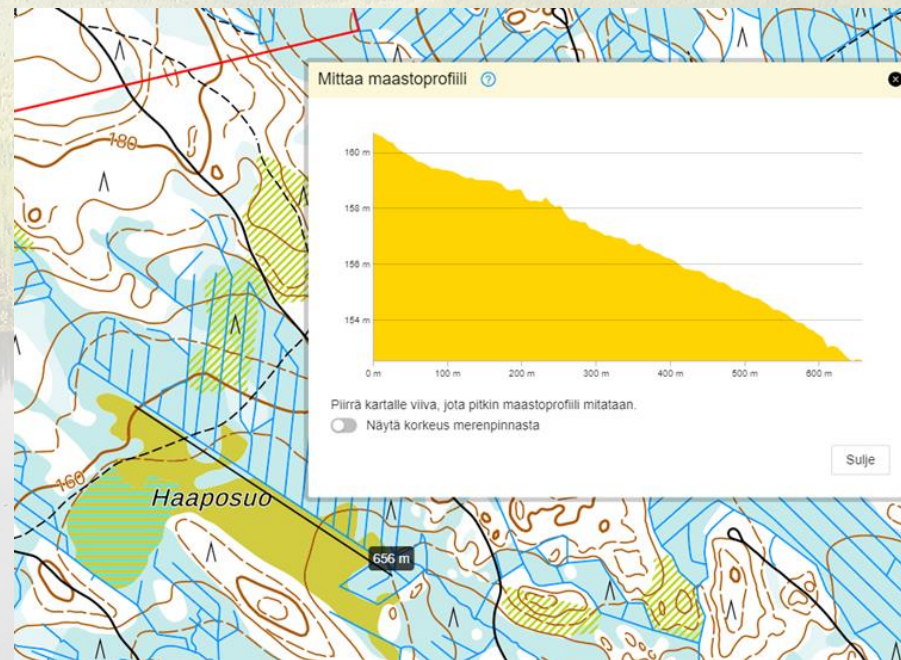 Mittaa maastoprofiili ?
160 m
158 m
156 m
154 m
0 m 100 m 200 m 300 m 400 m 500 m 600 m
Piirrä kartalle viiva, jota pitkin maastoprofiili mitataan.
Näytä korkeus merenpinnasta
Sulje
180
160
Haaposuo
656 m